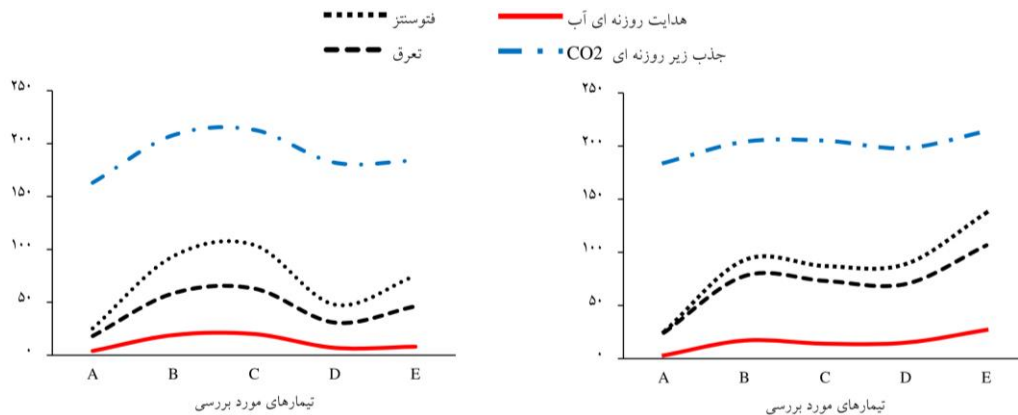 هدایت روزنه ای آب
فتوسنتز
جذب زیر روزنه ای CO2
تعرق
۲۵۰
۲۰۰
۱۵۰
۱۰۰
۵۰
۰
A B C D E
تیمارهای مورد بررسی
۲۵۰
۲۰۰
۱۵۰
۱۰۰
۵۰
۰
A B C D E
تیمارهای مورد بررسی